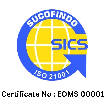 SUCOFINDO
SICS
ISO 21001
Certificate No : EOMS 00001